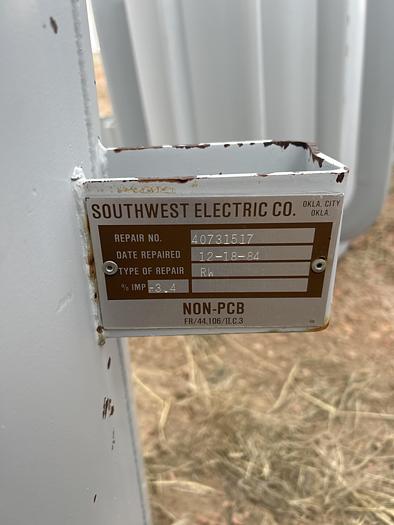 SOUTHWEST ELECTRIC CO. OKLA. CITY OKLA.
REPAIR NO. 40731517
DATE REPAIRED 12-18-84
TYPE OF REPAIR RW
% IMP -3.4
NON-PCB
FR/44,106/II.C.3